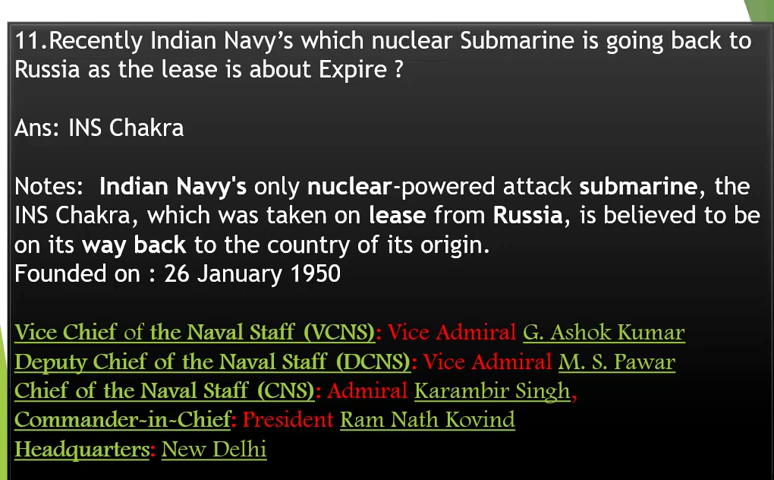 11.Recently Indian Navy's which nuclear Submarine is going back to
Russia as the lease is about Expire ?
Ans: INS Chakra
Notes: Indian Navy's only nuclear-powered attack submarine, the
INS Chakra, which was taken on lease from Russia, is believed to be
on its way back to the country of its origin.
Founded on : 26 January 1950
Vice Chief of the Naval Staff (VCNS): Vice Admiral G. Ashok Kumar
Deputy Chief of the Naval Staff (DCNS): Vice Admiral M. S. Pawar
Chief of the Naval Staff (CNS): Admiral Karambir Singh,
Commander-in-Chief: President Ram Nath Kovind
Headquarters: New Delhi